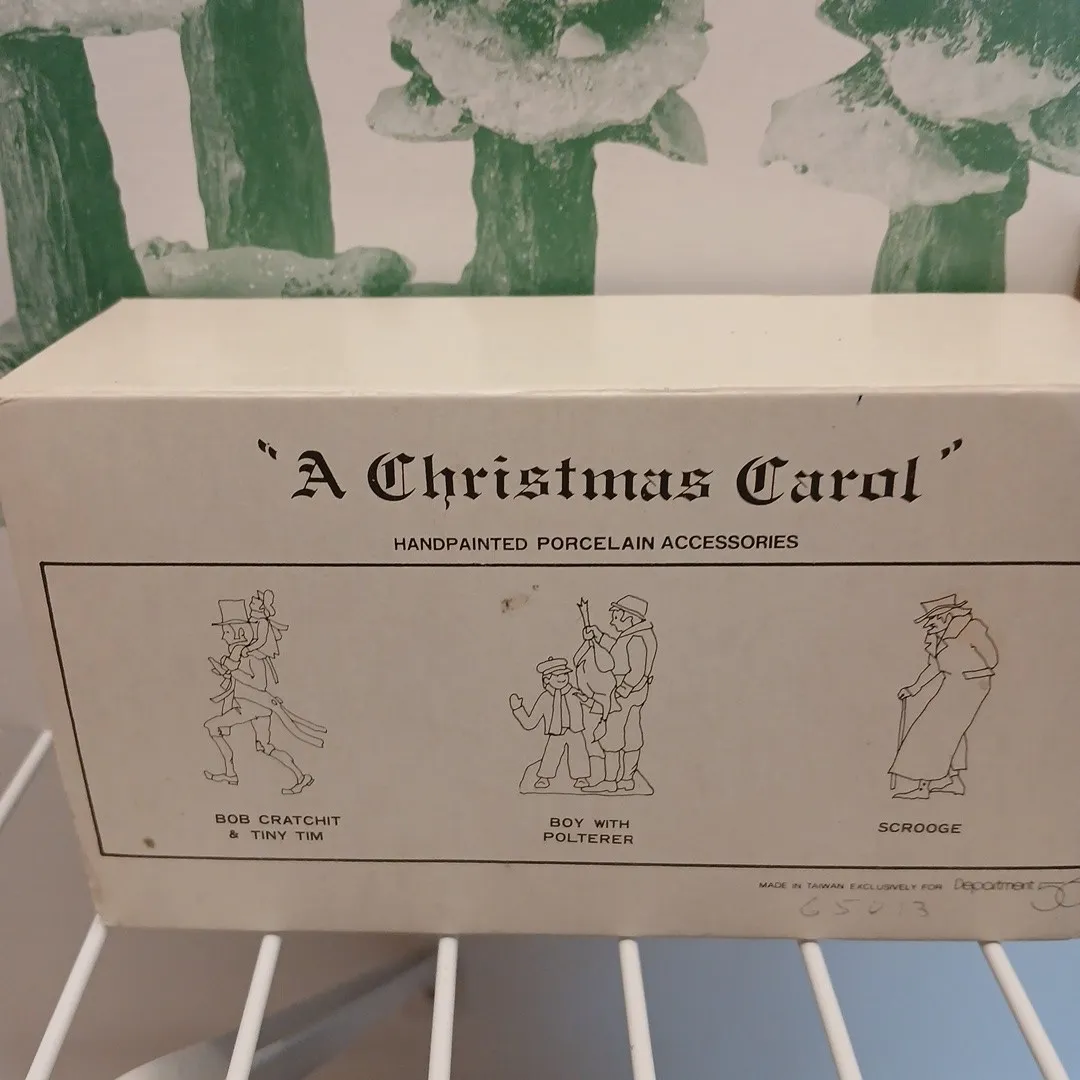 "A Christmas Carol"
HANDPAINTED PORCELAIN ACCESSORIES
BOB CRATCHIT
& TINY TIM
BOY WITH
POLTERER
SCROOGE
MADE IN TAIWAN EXCLUSIVELY FOR Department 56
65013